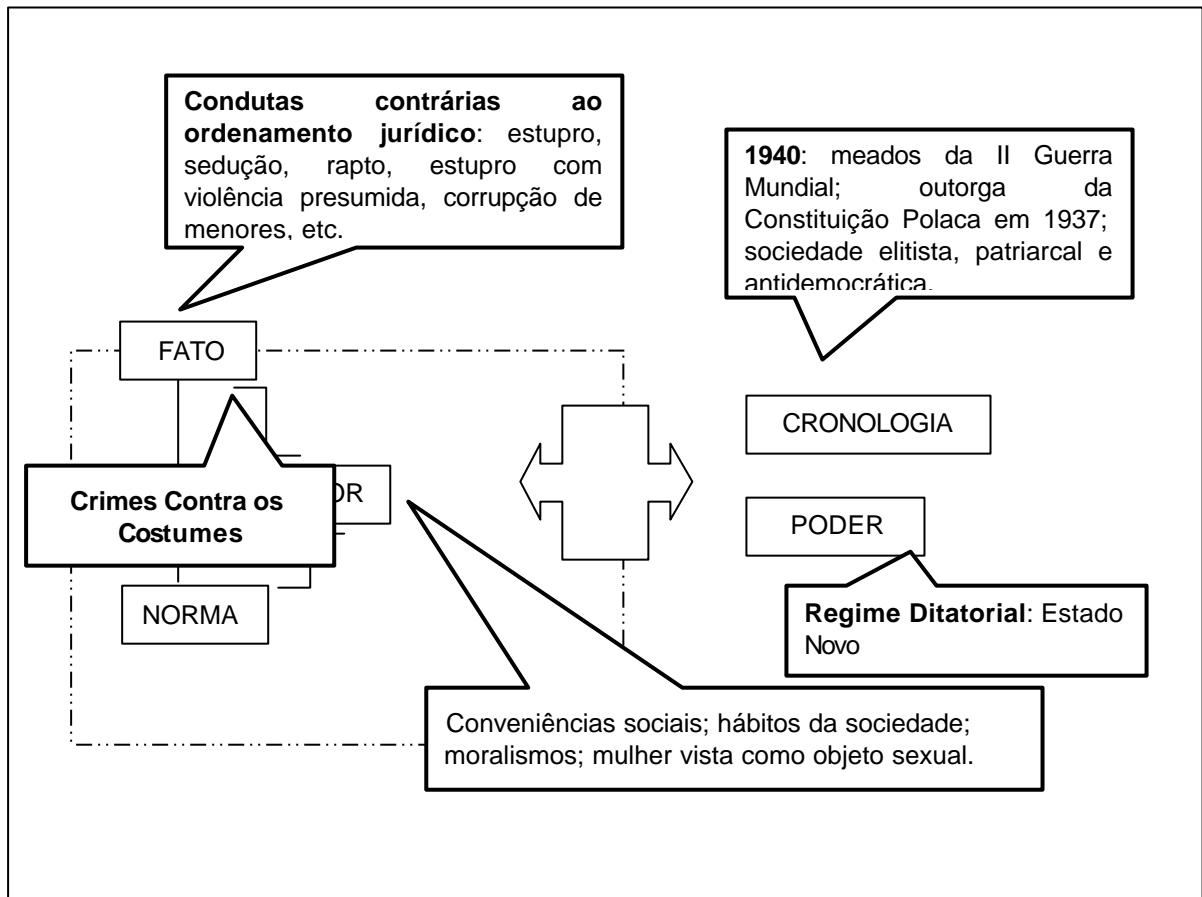 Condutas contrárias ao
ordenamento jurídico: estupro,
sedução, rapto, estupro com
violência presumida, corrupção de
menores, etc.
1940: meados da II Guerra
Mundial; outorga da
Constituição Polaca em 1937;
sociedade elitista, patriarcal e
antidemocrática.
FATO
CRONOLOGIA
Crimes Contra os
Costumes
OR
PODER
NORMA
Regime Ditatorial: Estado
Novo
Conveniências sociais; hábitos da sociedade;
moralismos; mulher vista como objeto sexual.